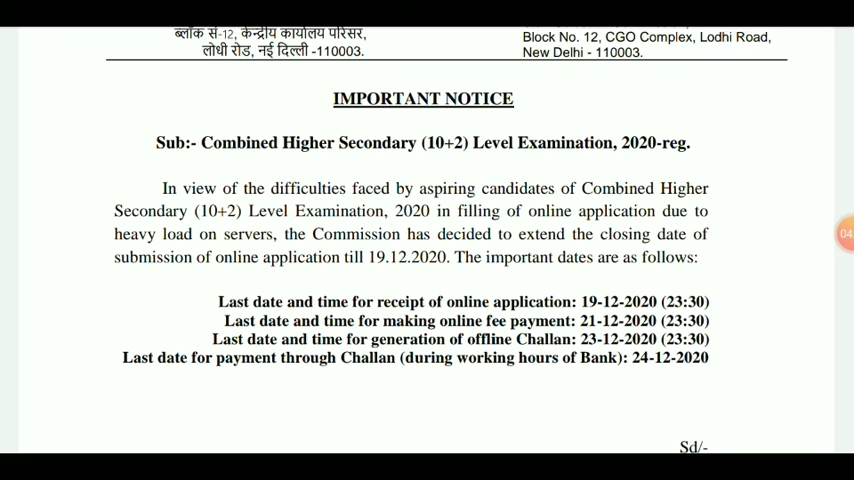 ब्लॉक सं-12, केन्द्रीय कार्यालय परिसर,
लोधी रोड, नई दिल्ली -110003.
Block No. 12, CGO Complex, Lodhi Road,
New Delhi - 110003.
IMPORTANT NOTICE
Sub:- Combined Higher Secondary (10+2) Level Examination, 2020-reg.
In view of the difficulties faced by aspiring candidates of Combined Higher
Secondary (10+2) Level Examination, 2020 in filling of online application due to
heavy load on servers, the Commission has decided to extend the closing date of
submission of online application till 19.12.2020. The important dates are as follows:
04
Last date and time for receipt of online application: 19-12-2020 (23:30)
Last date and time for making online fee payment: 21-12-2020 (23:30)
Last date and time for generation of offline Challan: 23-12-2020 (23:30)
Last date for payment through Challan (during working hours of Bank): 24-12-2020
Sd/-